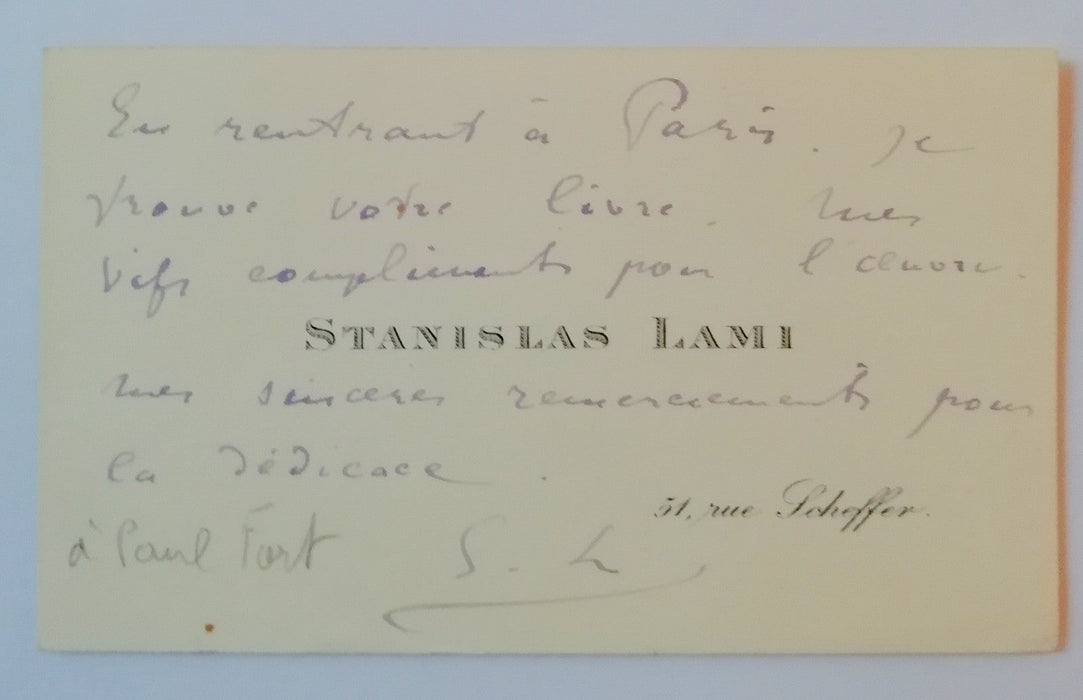 En rentrant à Paris. Je
trouve votre livre. mes
vifs compliments pour l'œuvre.
STANISLAS LAMI
mes sincères remerciements pour
la dédicace.
51, rue Scheffer.
à Paul Fort S. L